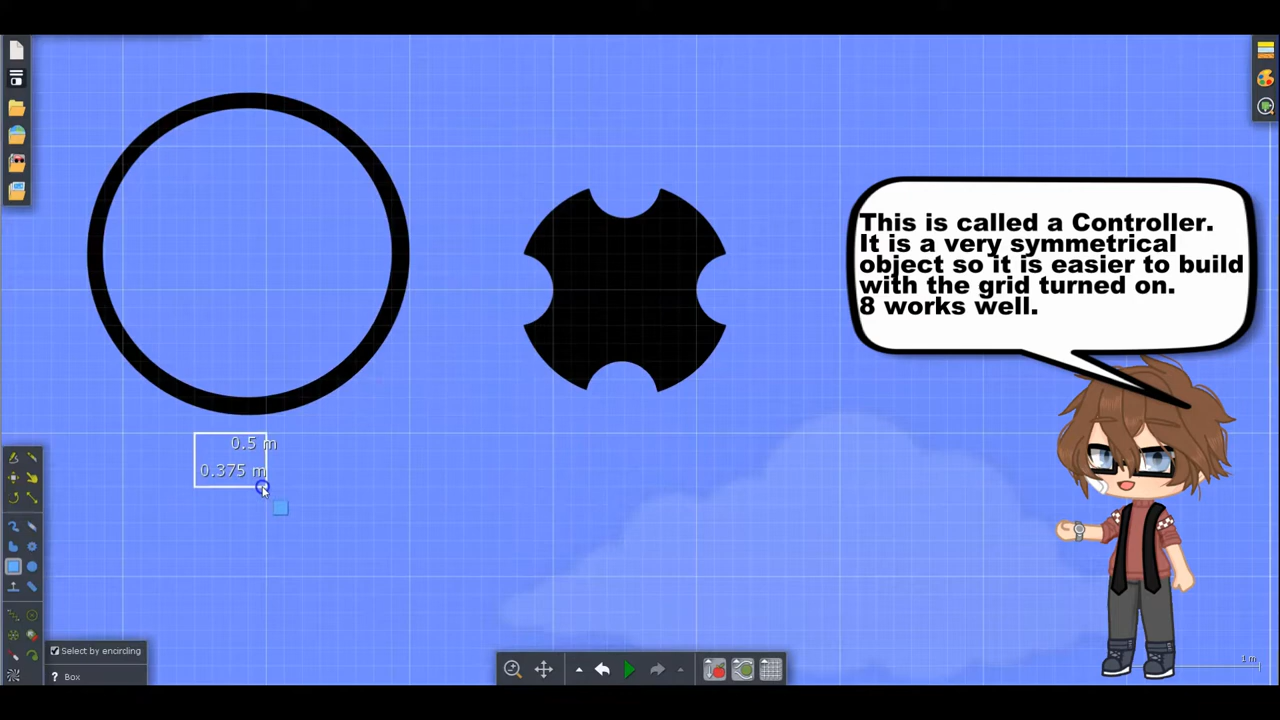 This is called a Controller.
It is a very symmetrical
object so it is easier to build
with the grid turned on.
8 works well.
0.5 m
0.375 m
Select by encircling
? Box
1 m